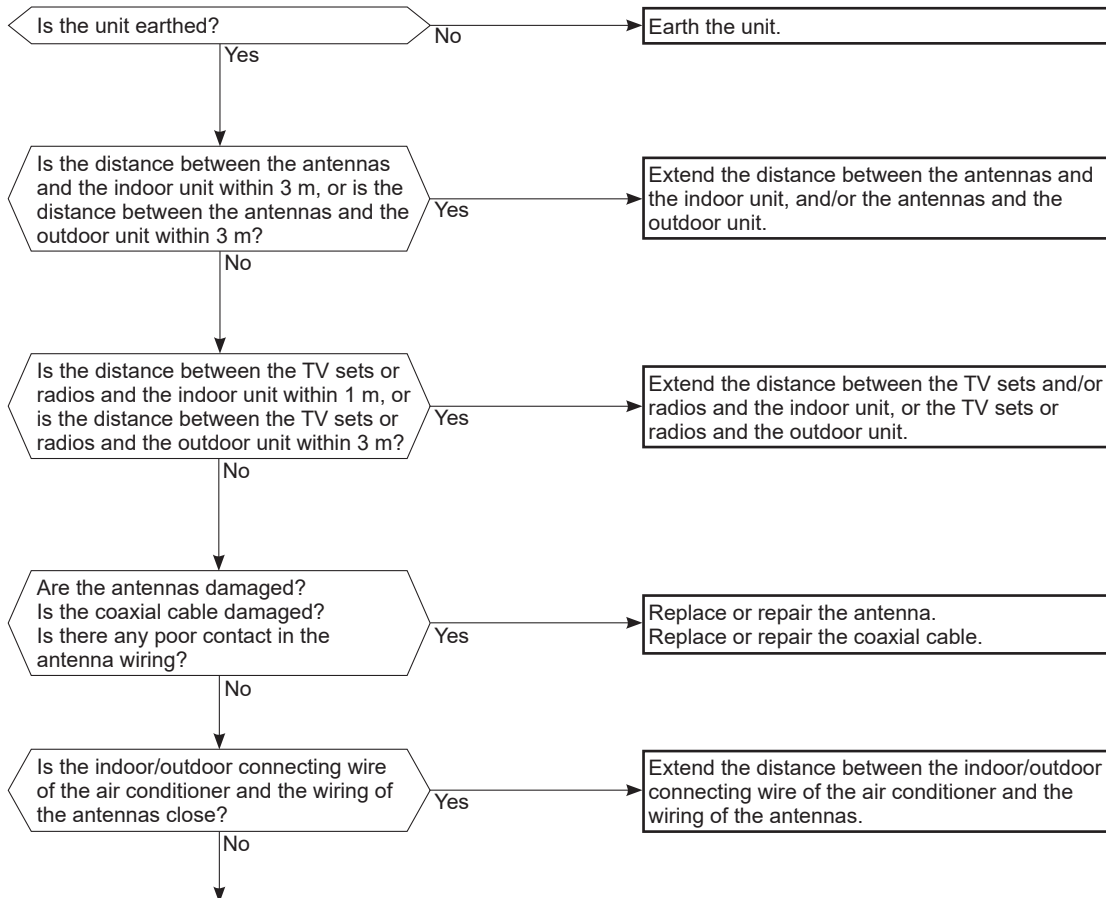 Is the unit earthed?
No
Earth the unit.
Yes
Is the distance between the antennas
and the indoor unit within 3 m, or is the
distance between the antennas and the
outdoor unit within 3 m?
Yes
Extend the distance between the antennas and
the indoor unit, and/or the antennas and the
outdoor unit.
No
Is the distance between the TV sets or
radios and the indoor unit within 1 m, or
is the distance between the TV sets or
radios and the outdoor unit within 3 m?
Yes
Extend the distance between the TV sets and/or
radios and the indoor unit, or the TV sets or
radios and the outdoor unit.
No
Are the antennas damaged?
Is the coaxial cable damaged?
Is there any poor contact in the
antenna wiring?
Yes
Replace or repair the antenna.
Replace or repair the coaxial cable.
No
Is the indoor/outdoor connecting wire
of the air conditioner and the wiring of
the antennas close?
Yes
Extend the distance between the indoor/outdoor
connecting wire of the air conditioner and the
wiring of the antennas.
No